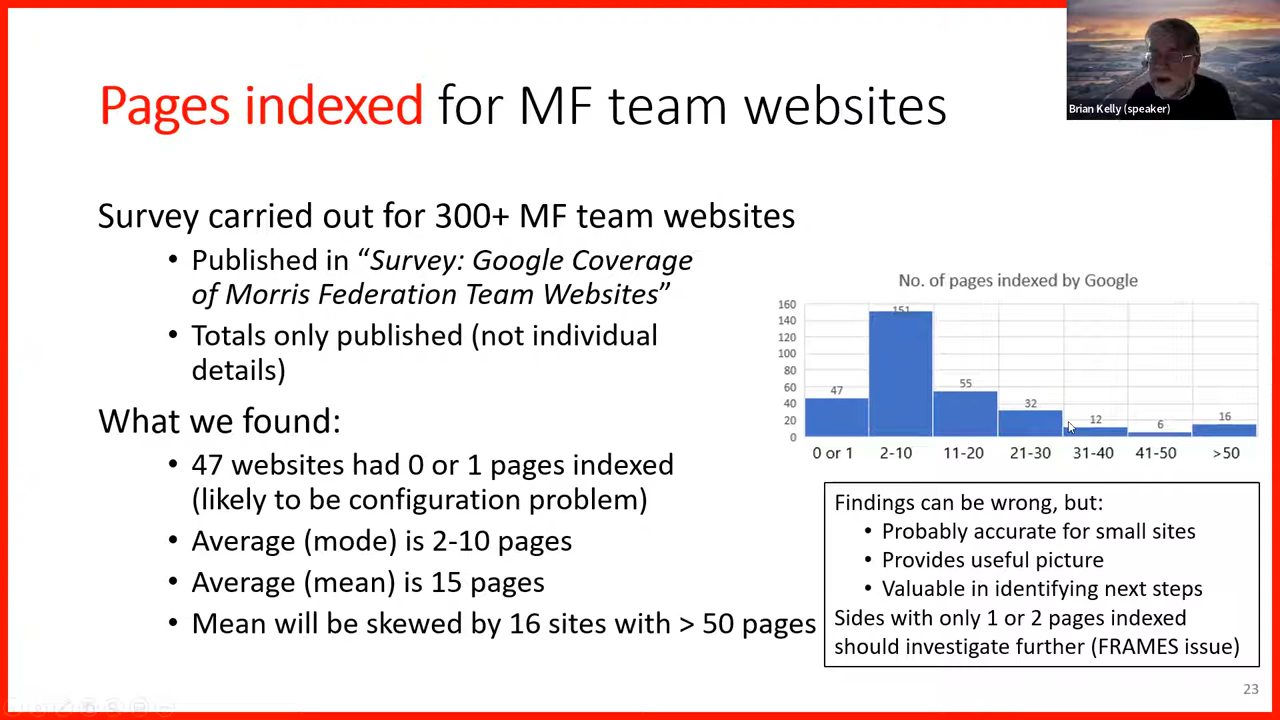 Pages indexed for MF team websites
Brian Kelly (speaker)
Survey carried out for 300+ MF team websites
• Published in “Survey: Google Coverage
of Morris Federation Team Websites”
• Totals only published (not individual
details)
What we found:
• 47 websites had 0 or 1 pages indexed
(likely to be configuration problem)
• Average (mode) is 2-10 pages
• Average (mean) is 15 pages
• Mean will be skewed by 16 sites with > 50 pages
No. of pages indexed by Google
160
140
120
100
80
60
40
20
0
47
151
55
32
12
6
16
0 or 1
2-10
11-20
21-30
31-40
41-50
>50
Findings can be wrong, but:
• Probably accurate for small sites
• Provides useful picture
• Valuable in identifying next steps
Sides with only 1 or 2 pages indexed
should investigate further (FRAMES issue)
23